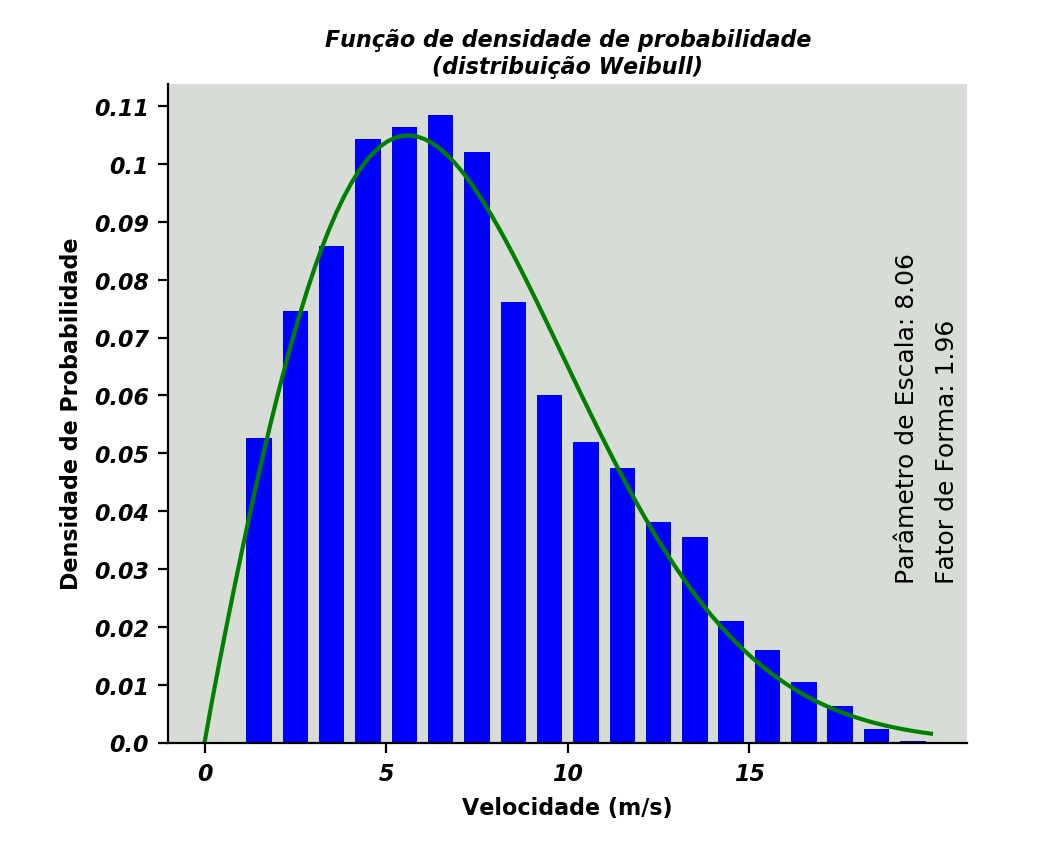 Função de densidade de probabilidade
(distribuição Weibull)
0.11
0.1
0.09
0.08
0.07
0.06
0.05
0.04
0.03
0.02
0.01
0.0
Densidade de Probabilidade
Parâmetro de Escala: 8.06
Fator de Forma: 1.96
0 5 10 15
Velocidade (m/s)